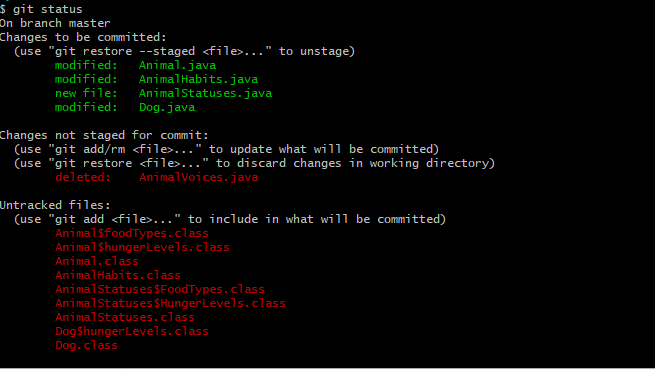 $ git status
On branch master
Changes to be committed:
  (use "git restore --staged <file>..." to unstage)
        modified:   Animal.java
        modified:   AnimalHabits.java
        new file:   AnimalStatuses.java
        modified:   Dog.java

Changes not staged for commit:
  (use "git add/rm <file>..." to update what will be committed)
  (use "git restore <file>..." to discard changes in working directory)
        deleted:    AnimalVoices.java

Untracked files:
  (use "git add <file>..." to include in what will be committed)
        Animal$foodTypes.class
        Animal$hungerLevels.class
        Animal.class
        AnimalHabits.class
        AnimalStatuses$FoodTypes.class
        AnimalStatuses$HungerLevels.class
        AnimalStatuses.class
        Dog$hungerLevels.class
        Dog.class